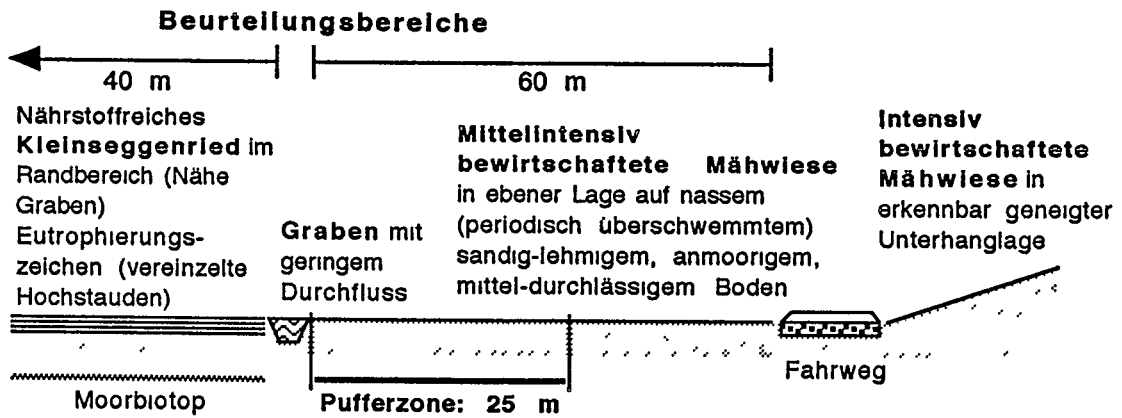 Beurteilungsbereiche
40 m
60 m
Nährstoffreiches
Kleinseggenried im
Randbereich (Nähe
Graben)
Eutrophierungs-
zeichen (vereinzelte
Hochstauden)
Graben mit
geringem
Durchfluss
Mittelintensiv
bewirtschaftete Mähwiese
in ebener Lage auf nassem
(periodisch überschwemmtem)
sandig-lehmigem, anmoorigem,
mittel-durchlässigem Boden
Intensiv
bewirtschaftete
Mähwiese in
erkennbar geneigter
Unterhanglage
Fahrweg
Moorbiotop
Pufferzone: 25 m